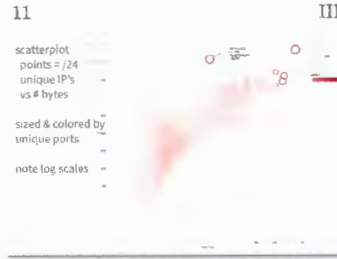 11
III
scatterplot
points = /24
unique IP's
vs # bytes
sized & colored by
unique ports
note log scales